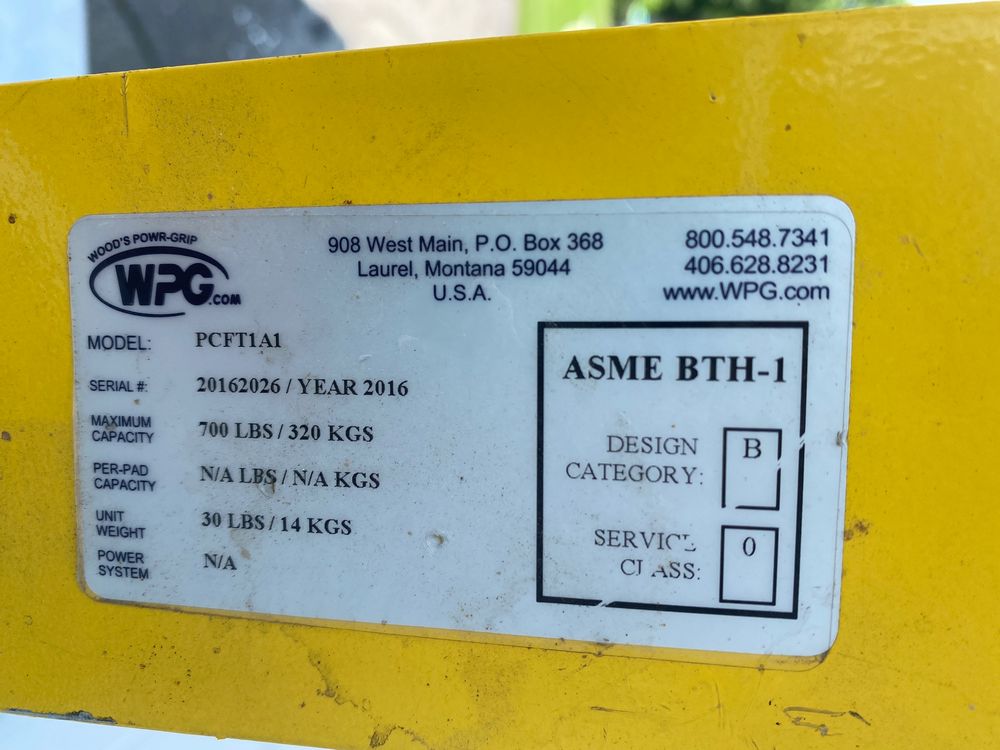 WOOD'S POWR-GRIP
WPG.COM
908 West Main, P.O. Box 368
Laurel, Montana 59044
U.S.A.
800.548.7341
406.628.8231
www.WPG.com
MODEL: PCFT1A1
SERIAL #: 20162026 / YEAR 2016
MAXIMUM
CAPACITY 700 LBS / 320 KGS
PER-PAD
CAPACITY N/A LBS / N/A KGS
UNIT
WEIGHT 30 LBS / 14 KGS
POWER
SYSTEM N/A
ASME BTH-1
DESIGN
CATEGORY: B
SERVICE
CLASS: 0